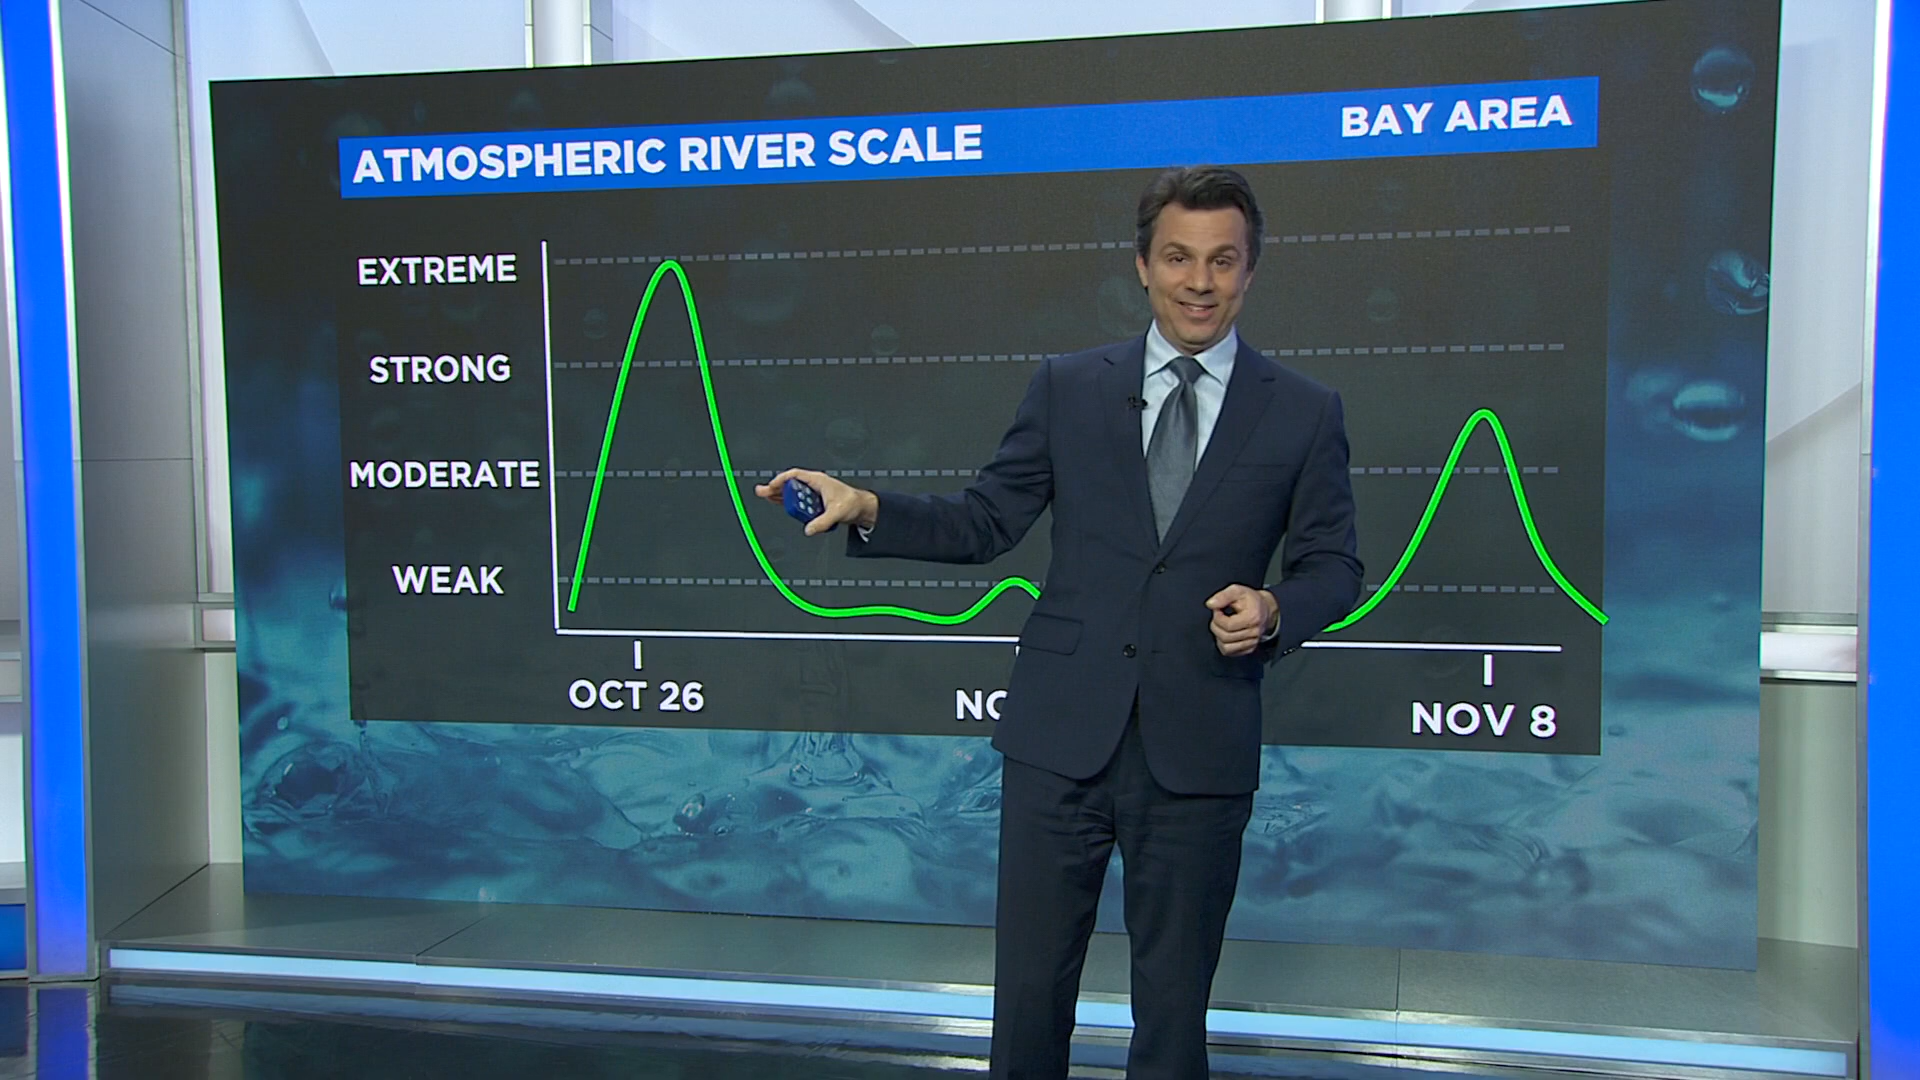 ATMOSPHERIC RIVER SCALE
BAY AREA
EXTREME
STRONG
MODERATE
WEAK
OCT 26
NOV 8